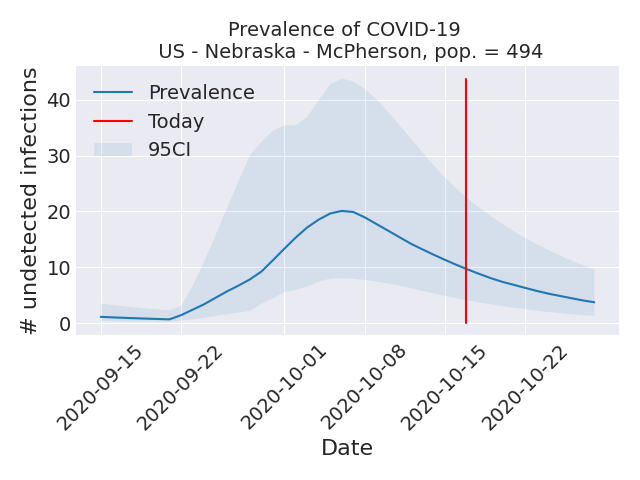 Prevalence of COVID-19
US - Nebraska - McPherson, pop. = 494
# undetected infections
40
30
20
10
0
Prevalence
Today
95CI
2020-09-15
2020-09-22
2020-10-01
2020-10-08
2020-10-15
2020-10-22
Date